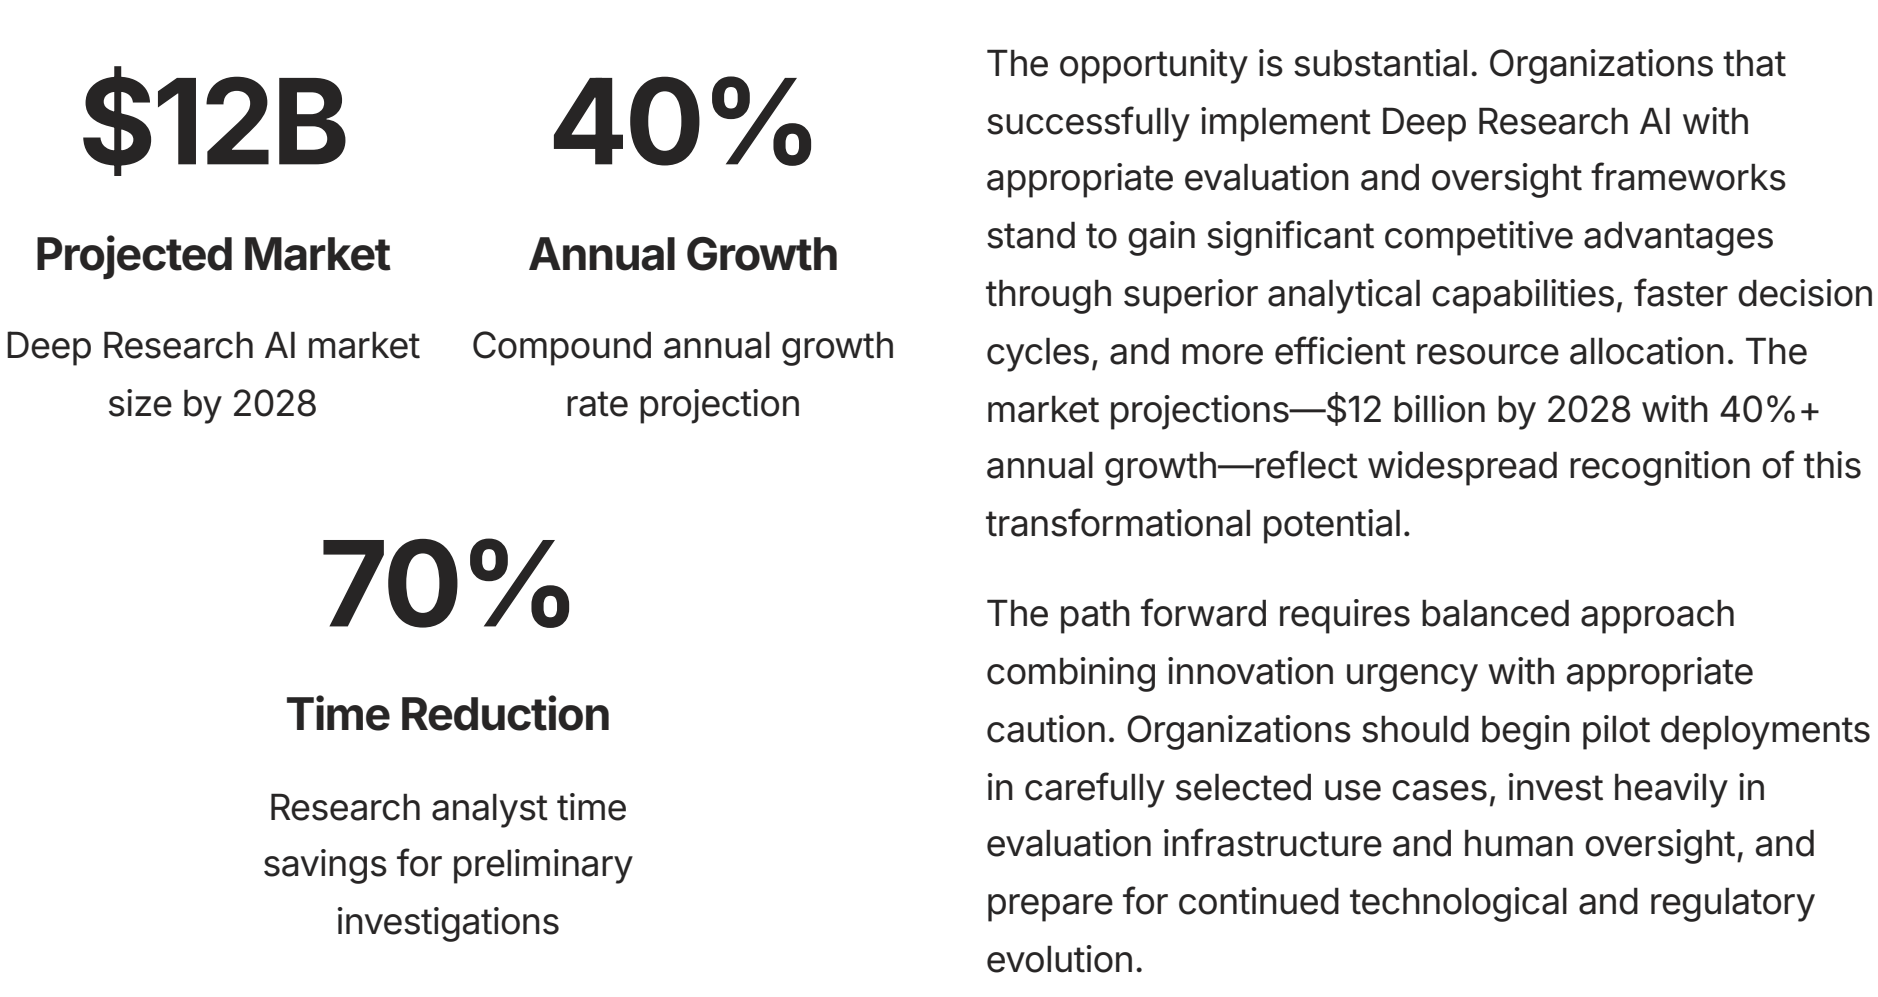 $12B
Projected Market
Deep Research AI market
size by 2028
40%
Annual Growth
Compound annual growth
rate projection
70%
Time Reduction
Research analyst time
savings for preliminary
investigations
The opportunity is substantial. Organizations that
successfully implement Deep Research AI with
appropriate evaluation and oversight frameworks
stand to gain significant competitive advantages
through superior analytical capabilities, faster decision
cycles, and more efficient resource allocation. The
market projections—$12 billion by 2028 with 40%+
annual growth—reflect widespread recognition of this
transformational potential.
The path forward requires balanced approach
combining innovation urgency with appropriate
caution. Organizations should begin pilot deployments
in carefully selected use cases, invest heavily in
evaluation infrastructure and human oversight, and
prepare for continued technological and regulatory
evolution.